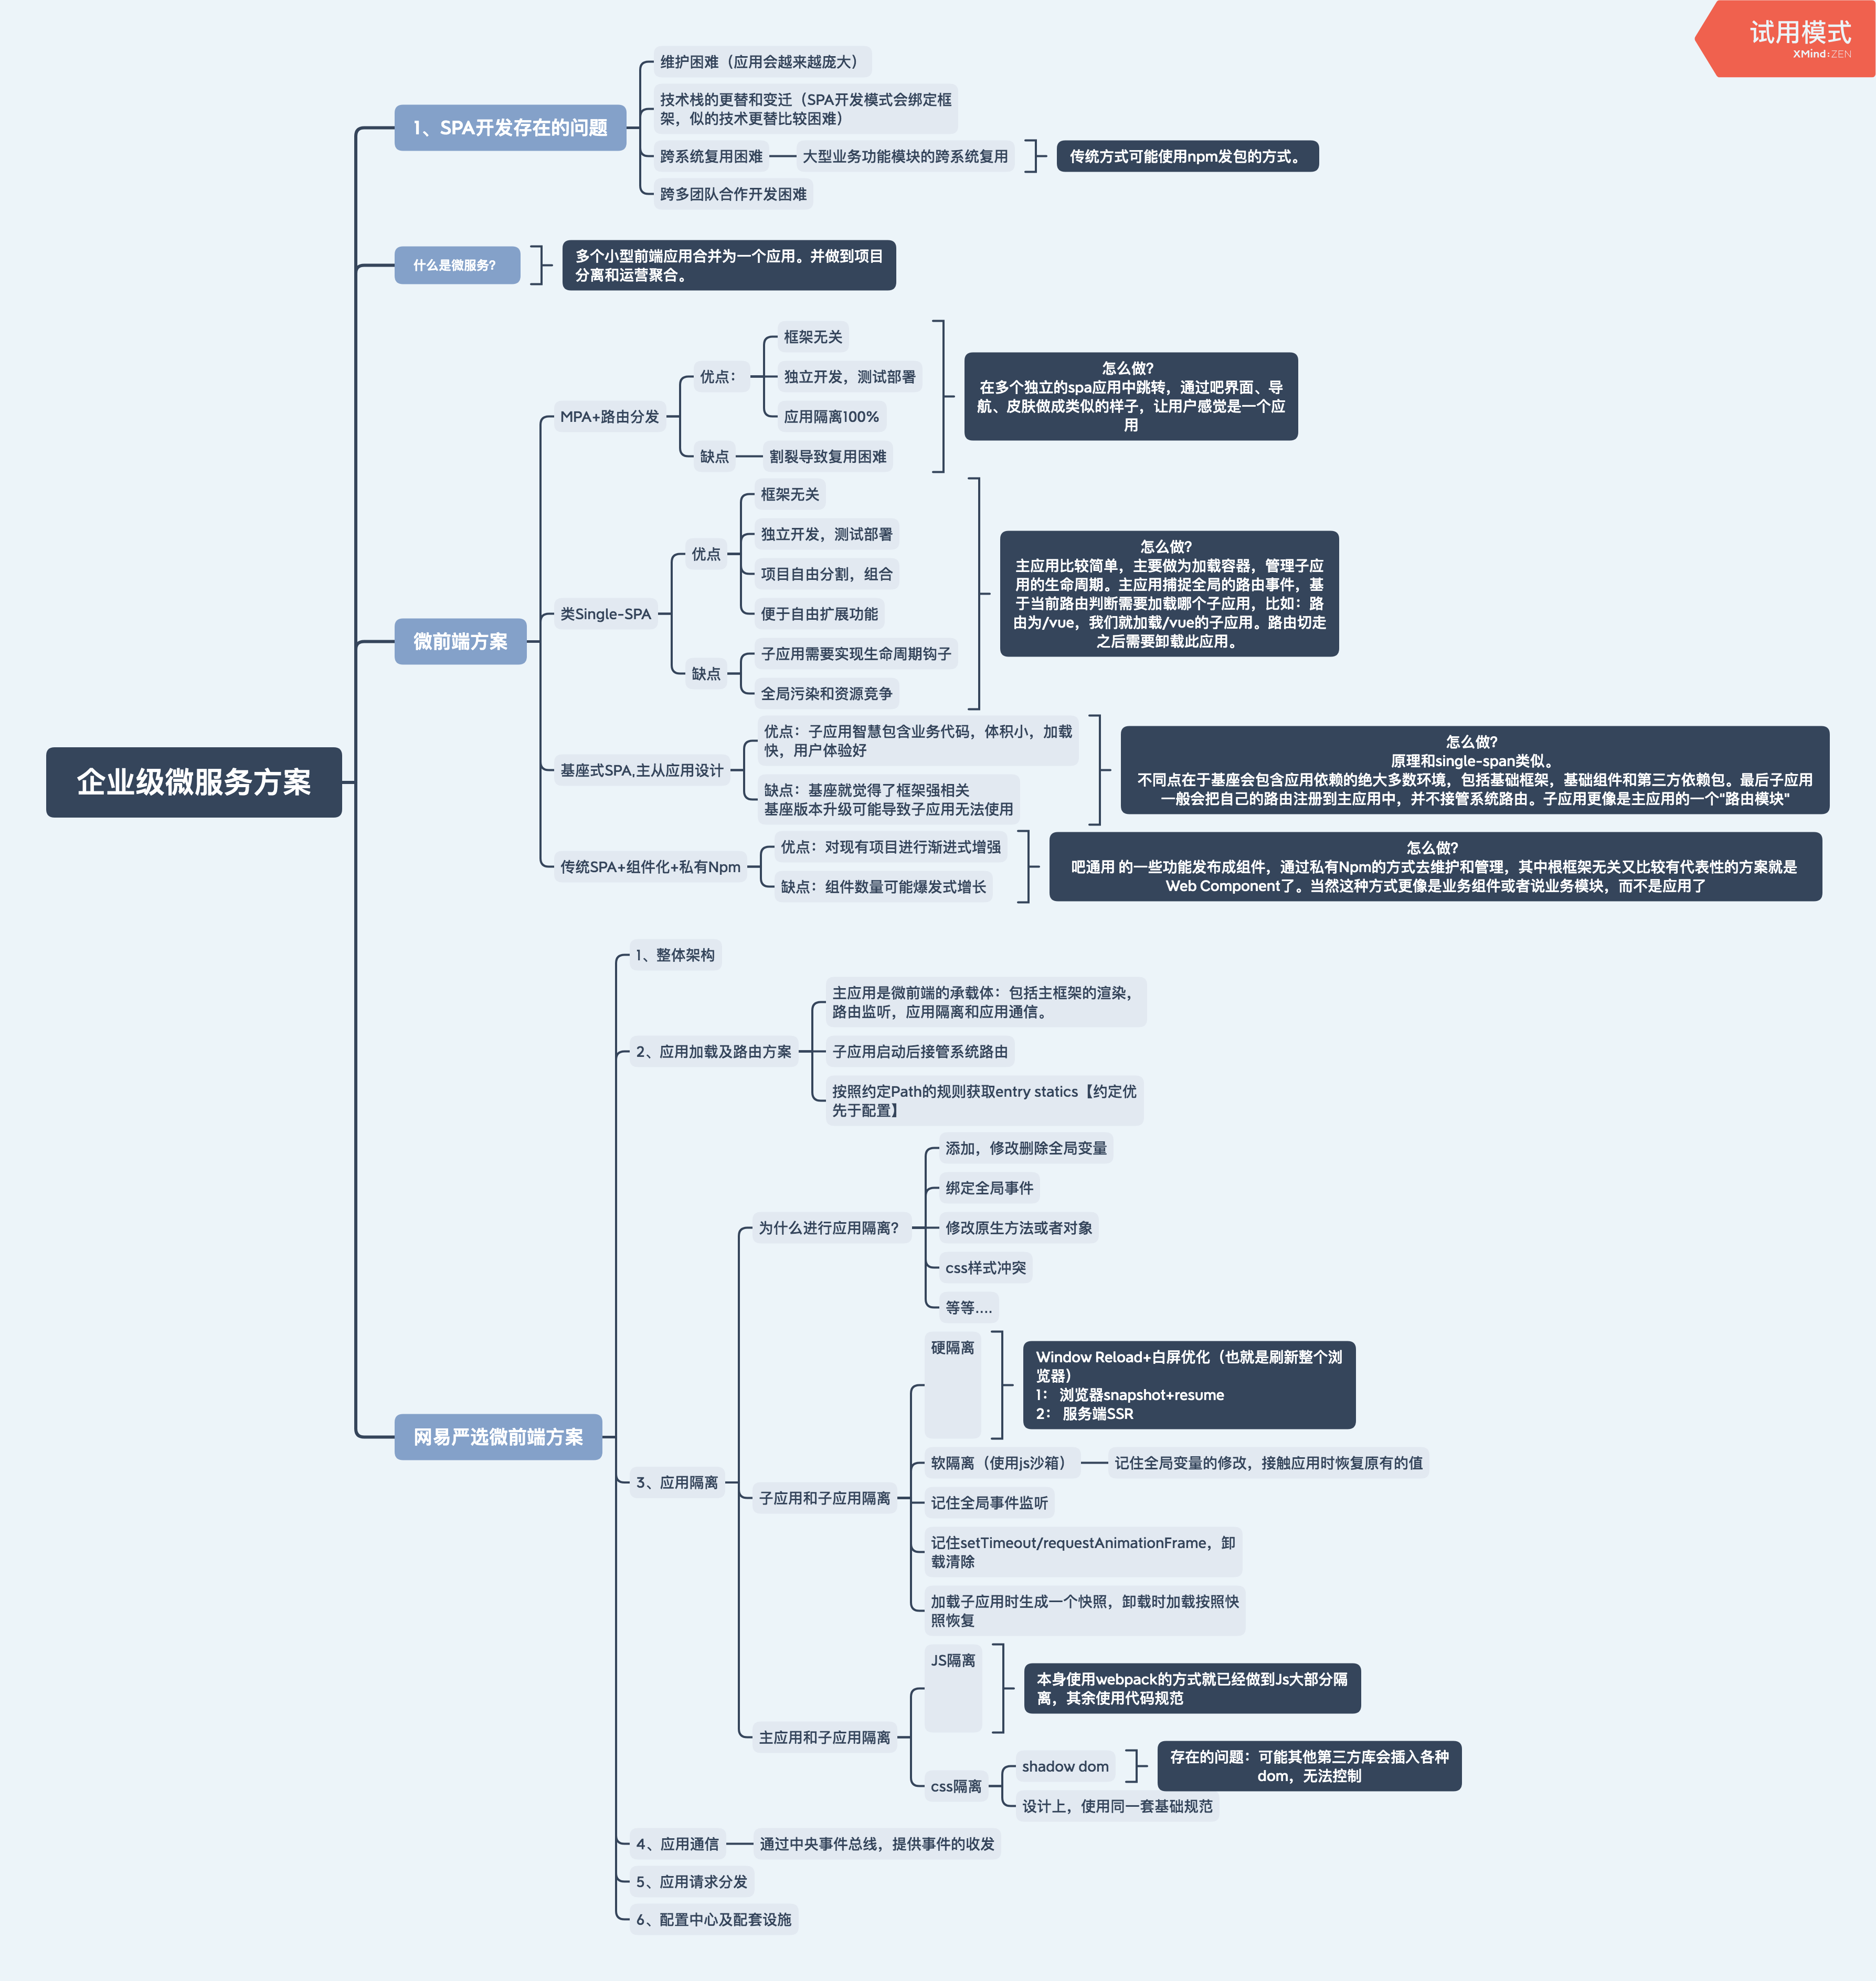 试用模式
XMind:ZEN
企业级微服务方案
1、SPA开发存在的问题
维护困难（应用会越来越庞大）
技术栈的更替和变迁（SPA开发模式会绑定框
架，似的技术更替比较困难）
跨系统复用困难
大型业务功能模块的跨系统复用
传统方式可能使用npm发包的方式。
跨多团队合作开发困难
什么是微服务？
多个小型前端应用合并为一个应用。并做到项目
分离和运营聚合。
微前端方案
MPA+路由分发
优点：
框架无关
独立开发，测试部署
应用隔离100%
缺点
割裂导致复用困难
怎么做？
在多个独立的spa应用中跳转，通过吧界面、导
航、皮肤做成类似的样子，让用户感觉是一个应
用
类Single-SPA
优点
框架无关
独立开发，测试部署
项目自由分割，组合
便于自由扩展功能
缺点
子应用需要实现生命周期钩子
全局污染和资源竞争
怎么做？
主应用比较简单，主要做为加载容器，管理子应
用的生命周期。主应用捕捉全局的路由事件，基
于当前路由判断需要加载哪个子应用，比如：路
由为/vue，我们就加载/vue的子应用。路由切走
之后需要卸载此应用。
基座式SPA,主从应用设计
优点：子应用智慧包含业务代码，体积小，加载
快，用户体验好
缺点：基座就觉得了框架强相关
基座版本升级可能导致子应用无法使用
怎么做？
原理和single-span类似。
不同点在于基座会包含应用依赖的绝大多数环境，包括基础框架，基础组件和第三方依赖包。最后子应用
一般会把自己的路由注册到主应用中，并不接管系统路由。子应用更像是主应用的一个"路由模块"
传统SPA+组件化+私有Npm
优点：对现有项目进行渐进式增强
缺点：组件数量可能爆发式增长
怎么做？
吧通用 的一些功能发布成组件，通过私有Npm的方式去维护和管理，其中根框架无关又比较有代表性的方案就是
Web Component了。当然这种方式更像是业务组件或者说业务模块，而不是应用了
网易严选微前端方案
1、整体架构
2、应用加载及路由方案
主应用是微前端的承载体：包括主框架的渲染，
路由监听，应用隔离和应用通信。
子应用启动后接管系统路由
按照约定Path的规则获取entry statics【约定优
先于配置】
3、应用隔离
为什么进行应用隔离？
添加，修改删除全局变量
绑定全局事件
修改原生方法或者对象
css样式冲突
等等....
子应用和子应用隔离
硬隔离
Window Reload+白屏优化（也就是刷新整个浏
览器）
1： 浏览器snapshot+resume
2： 服务端SSR
软隔离（使用js沙箱）
记住全局变量的修改，接触应用时恢复原有的值
记住全局事件监听
记住setTimeout/requestAnimationFrame，卸
载清除
加载子应用时生成一个快照，卸载时加载按照快
照恢复
主应用和子应用隔离
JS隔离
本身使用webpack的方式就已经做到Js大部分隔
离，其余使用代码规范
css隔离
shadow dom
存在的问题：可能其他第三方库会插入各种
dom，无法控制
设计上，使用同一套基础规范
4、应用通信
通过中央事件总线，提供事件的收发
5、应用请求分发
6、配置中心及配套设施